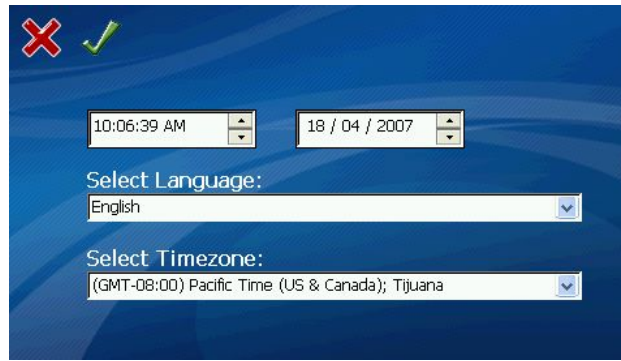 10:06:39 AM 18 / 04 / 2007
Select Language:
English
Select Timezone:
(GMT-08:00) Pacific Time (US & Canada); Tijuana